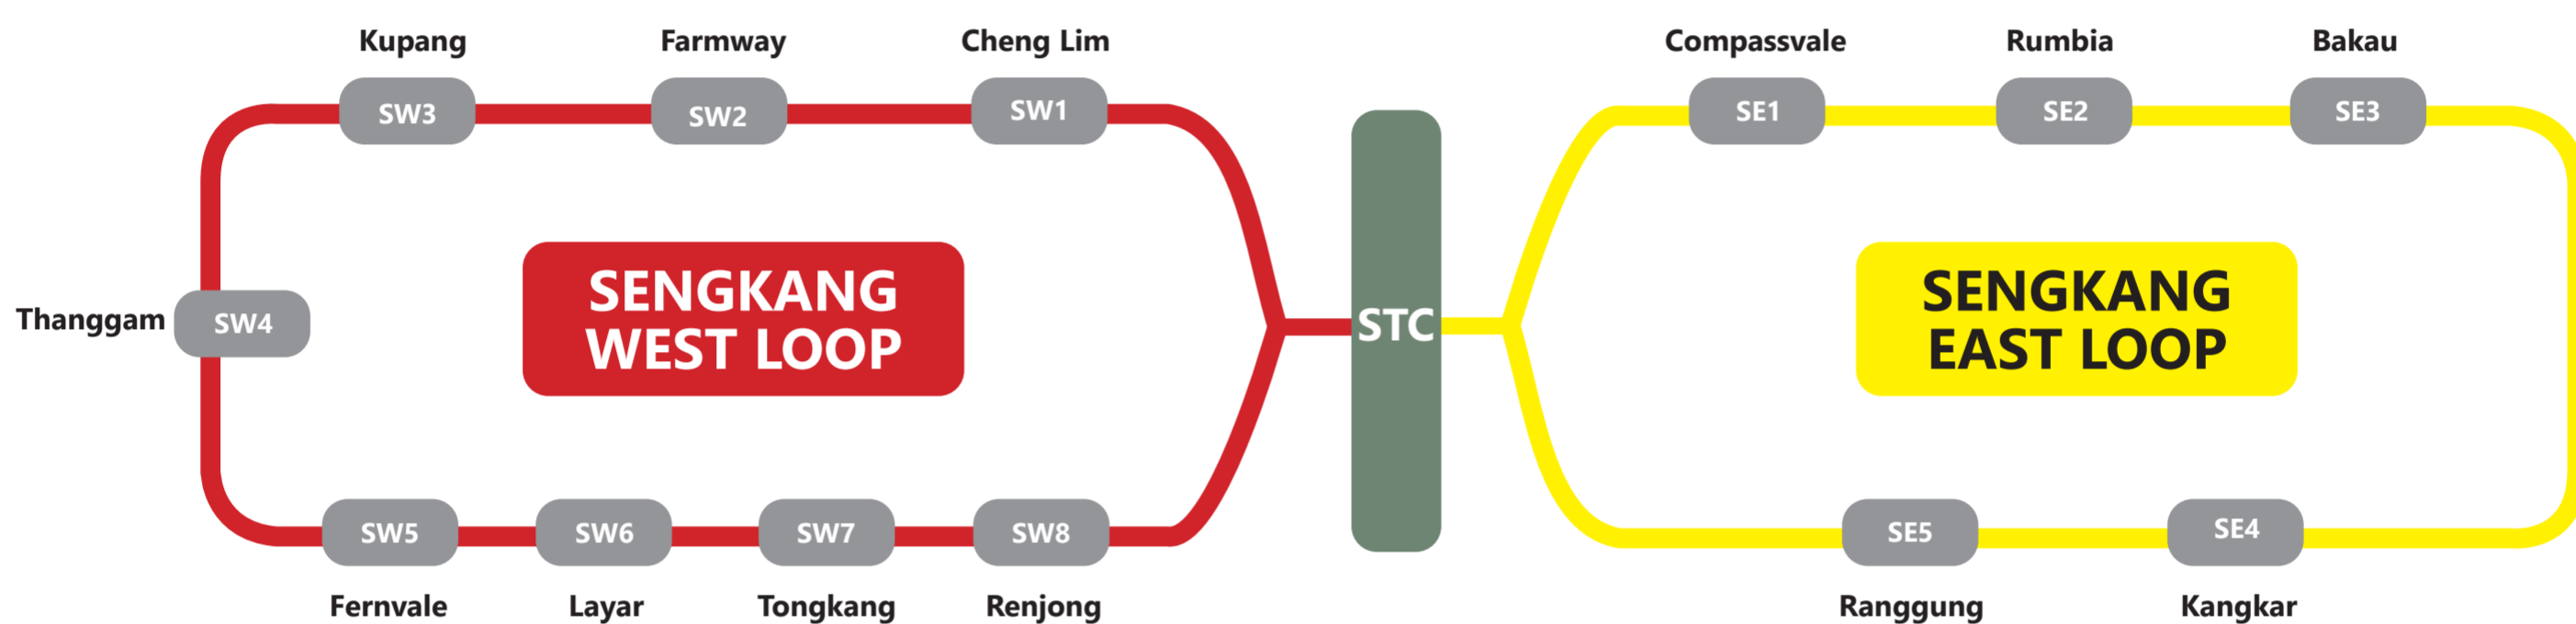 Kupang
Farmway
Cheng Lim
Compassvale
Rumbia
Bakau
SW3
SW2
SW1
SE1
SE2
SE3
Thanggam
SW4
SENGKANG
WEST LOOP
STC
SENGKANG
EAST LOOP
SW5
SW6
SW7
SW8
SE5
SE4
Fernvale
Layar
Tongkang
Renjong
Ranggung
Kangkar